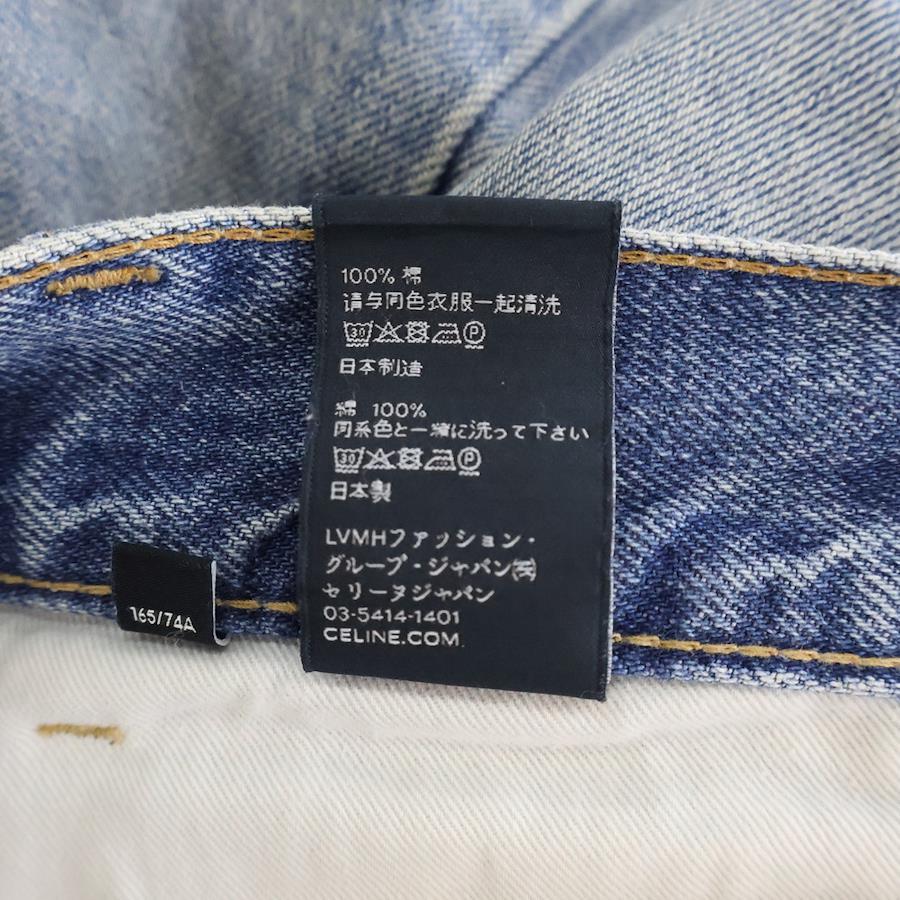 100% 棉
请与同色衣服一起清洗
30 P
日本制造
綿 100%
同系色と一緒に洗って下さい
30 P
日本製
LVMHファッション・
グループ・ジャパン㈱
セリーヌジャパン
03-5414-1401
CELINE.COM
165/74A